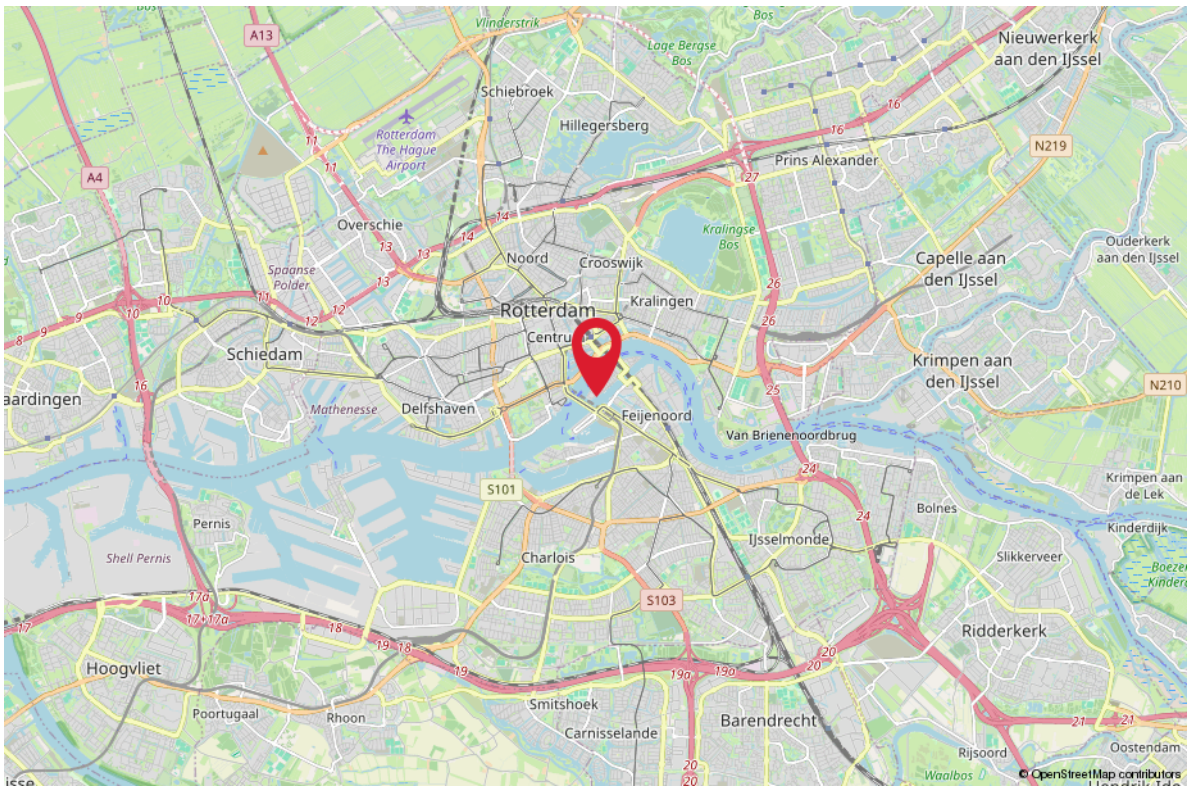 Bos
Vlinderstrik
Bos
A13
Lage Bergse
Bos
Nieuwerkerk
aan den IJssel
Schiebroek
16
Rotterdam
The Hague
Airport
Hillegersberg
11
11
16
N219
Prins Alexander
A4
27
Overschie
14
14
13
13
13
Kralingse
Bos
Ouderkerk
aan den IJssel
Noord
Crooswijk
Capelle aan
den IJssel
Spaanse
Polder
26
10
10
11
12
12
Kralingen
Rotterdam
9
9
8
26
Centru
Schiedam
Krimpen aan
den IJssel
16
25
N210
aardingen
Mathenesse
Delfshaven
Feijenoord
Van Brienenoordbrug
24
Krimpen aan
de Lek
S101
Pernis
24
Bolnes
Kinderdijk
IJsselmonde
Shell Pernis
Charlois
Slikkerveer
Boezem
Kinderd
17a
S103
17+17a
17
18
Ridderkerk
19
18
Hoogvliet
19
19a
19a
20
20
Smitshoek
Poortugaal
Rhoon
Barendrecht
21
21
Carnisselande
Oostendam
Rijsoord
20
20
Waalbos
isse
© OpenStreetMap contributors